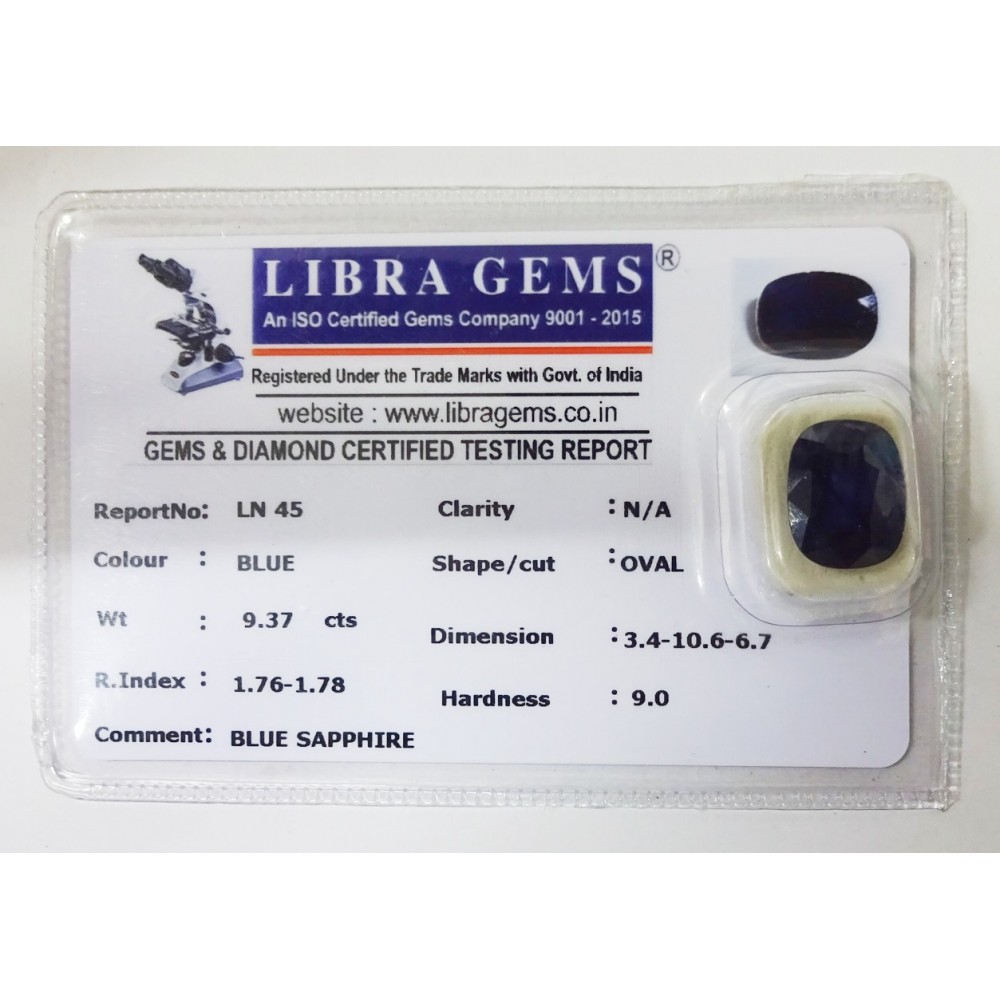 LIBRA GEMS ®
An ISO Certified Gems Company 9001 - 2015
Registered Under the Trade Marks with Govt. of India
website : www.libragems.co.in
GEMS & DIAMOND CERTIFIED TESTING REPORT
ReportNo: LN 45
Colour : BLUE
Wt : 9.37 cts
R.Index : 1.76-1.78
Comment: BLUE SAPPHIRE
Clarity : N/A
Shape/cut : OVAL
Dimension : 3.4-10.6-6.7
Hardness : 9.0